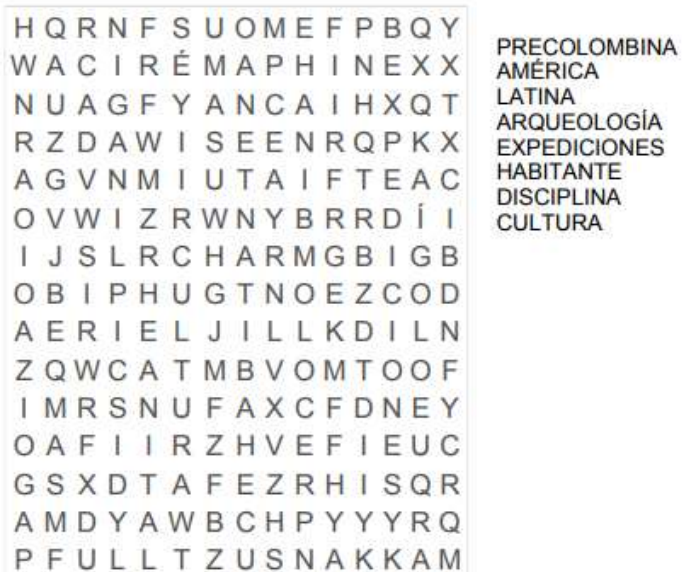 H Q R N F S U O M E F P B Q Y
W A C I R É M A P H I N E X X
N U A G F Y A N C A I H X Q T
R Z D A W I S E E N R Q P K X
A G V N M I U T A I F T E A C
O V W I Z R W N Y B R R D Í I
I J S L R C H A R M G B I G B
O B I P H U G T N O E Z C O D
A E R I E L J I L L K D I L N
Z Q W C A T M B V O M T O O F
I M R S N U F A X C F D N E Y
O A F I I R Z H V E F I E U C
G S X D T A F E Z R H I S Q R
A M D Y A W B C H P Y Y Y R Q
P F U L L T Z U S N A K K A M
PRECOLOMBINA
AMÉRICA
LATINA
ARQUEOLOGÍA
EXPEDICIONES
HABITANTE
DISCIPLINA
CULTURA